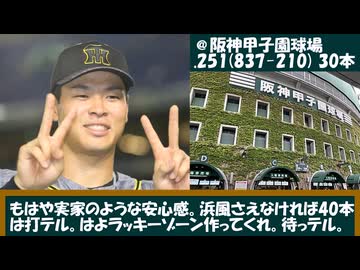 @阪神甲子園球場
.251(837-210) 30本
阪神甲子園球場
もはや実家のような安心感。浜風さえなければ40本
は打テル。はよラッキーゾーン作ってくれ。待っテル。